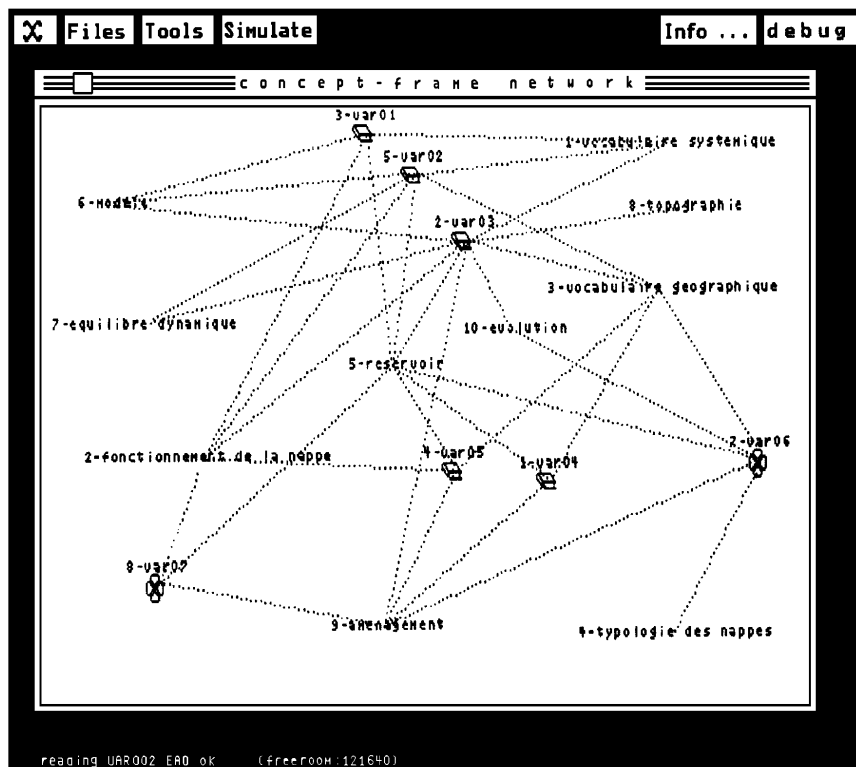 Files Tools Simulate Info ... debug
concept-frame network
3-var01
1-vocabulaire systemique
5-var02
6-modele
8-topographie
2-var03
3-vocabulaire geographique
7-equilibre dynamique
10-evolution
5-reservoir
7-var06
2-fonctionnement de la nappe
4-var05
1-var04
8-var07
9-amenagement
4-typologie des nappes
reading VAR002 EAO ok (freeroom:121640)